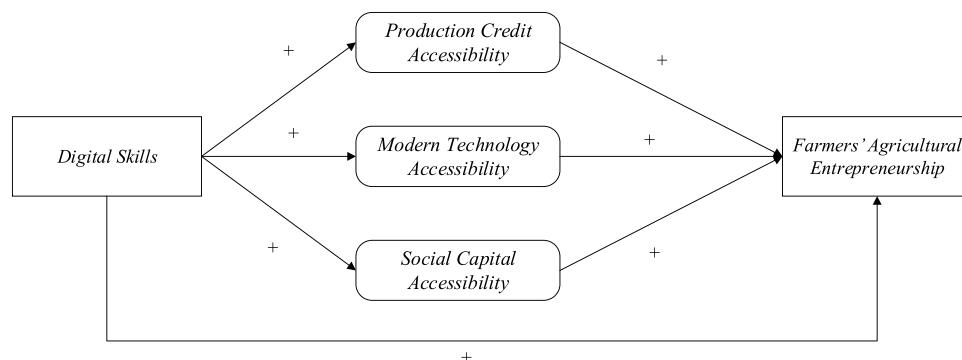 Production Credit
Accessibility
+
+
Digital Skills
+
Modern Technology
Accessibility
+
Farmers' Agricultural
Entrepreneurship
+
Social Capital
Accessibility
+
+